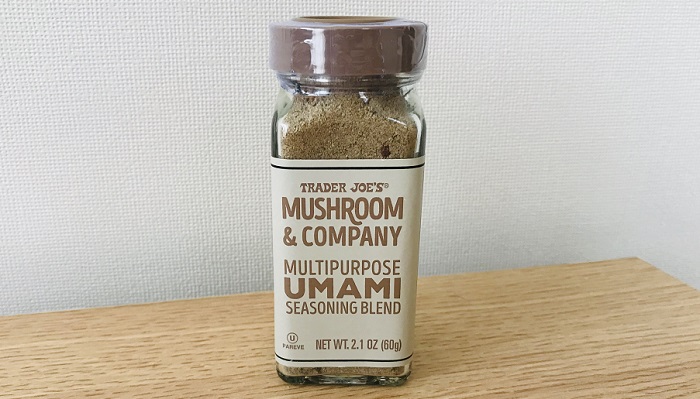 TRADER JOE'S®
MUSHROOM
& COMPANY
MULTIPURPOSE
UMAMI
SEASONING BLEND
U
PAREVE
NET WT. 2.1 OZ (60g)